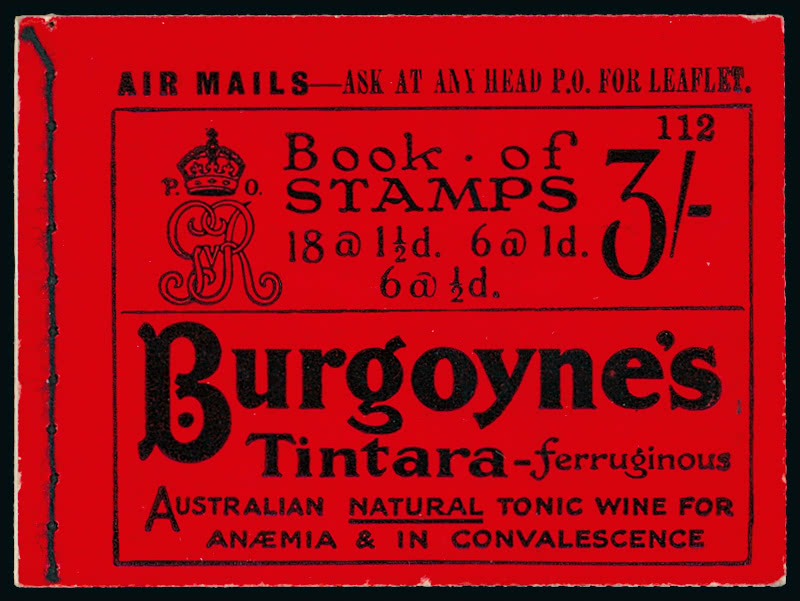 AIR MAILS—ASK AT ANY HEAD P.O. FOR LEAFLET.
112
Book · of
STAMPS
3/-
P. O.
GVR
18 @ 1½d. 6 @ 1d.
6 @ ½d.
Burgoyne's
Tintara-ferruginous
AUSTRALIAN NATURAL TONIC WINE FOR
ANÆMIA & IN CONVALESCENCE